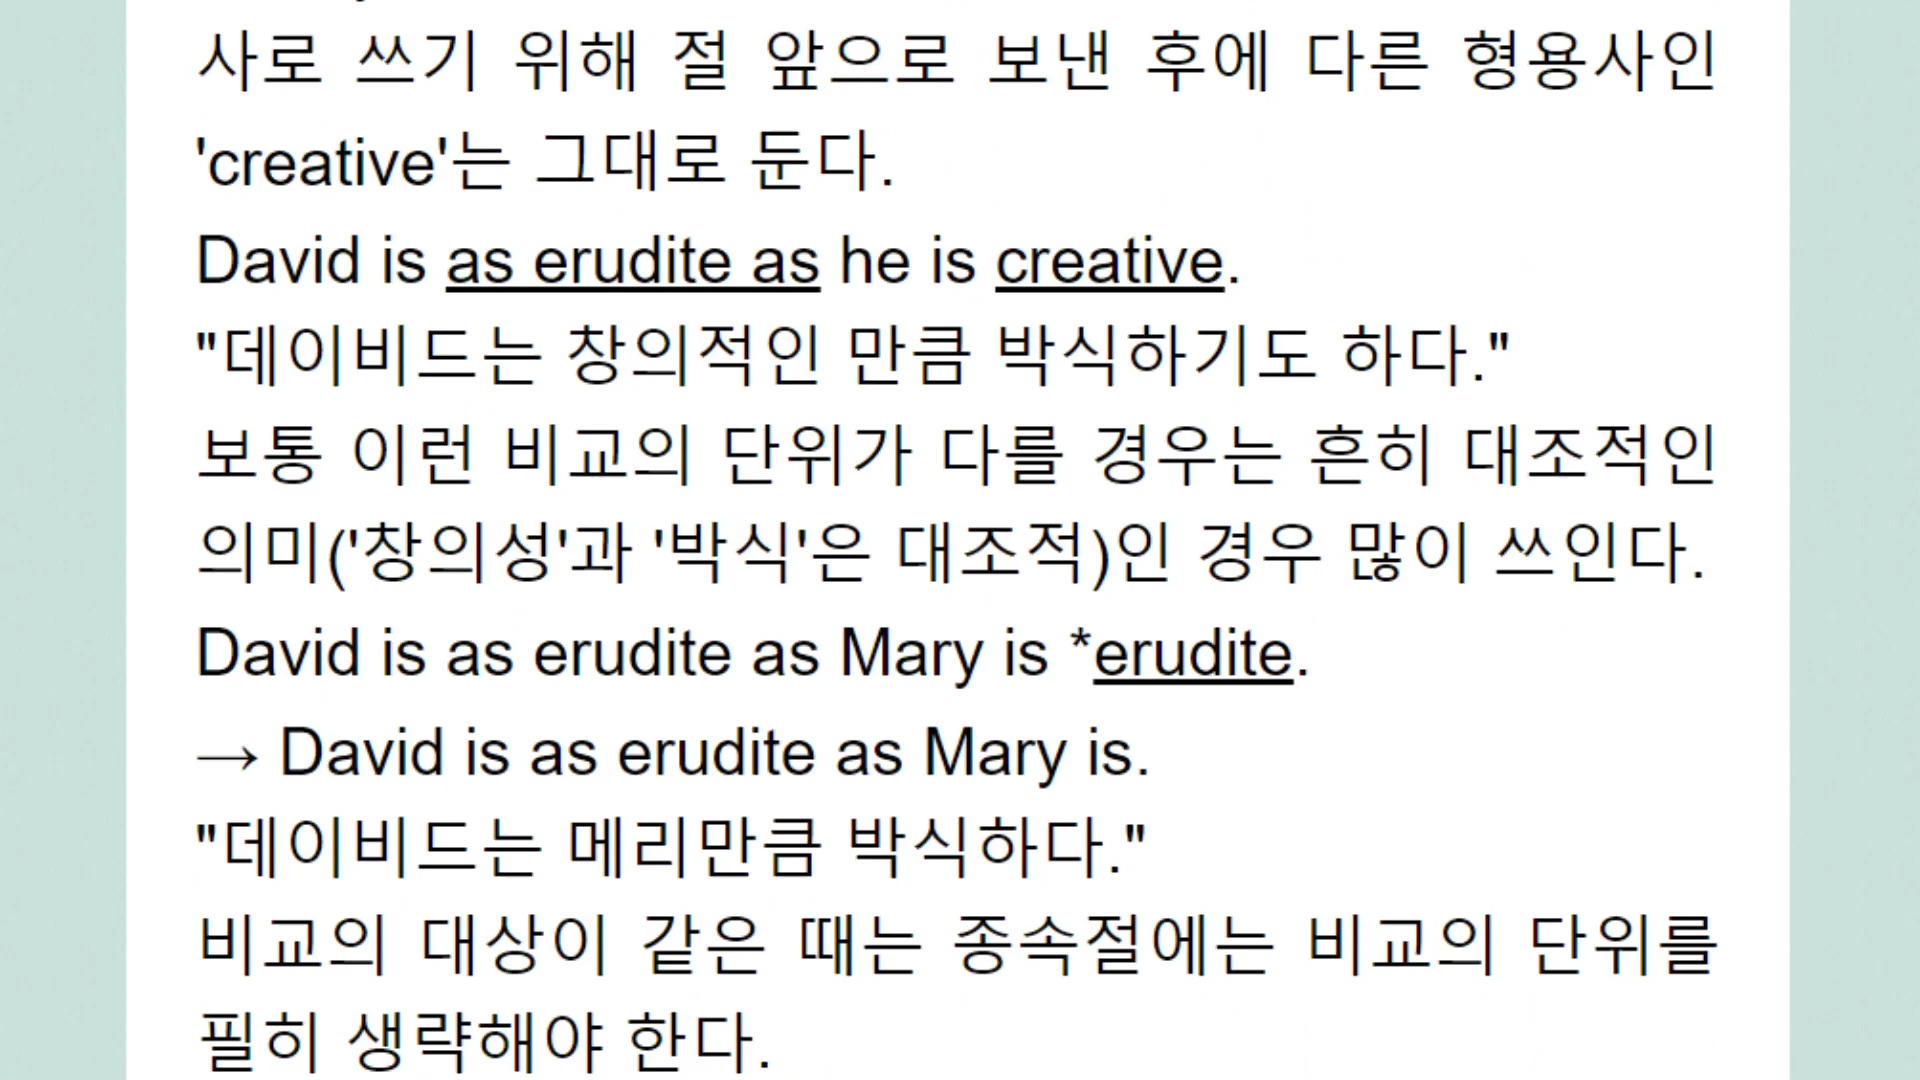 사로 쓰기 위해 절 앞으로 보낸 후에 다른 형용사인
'creative'는 그대로 둔다.
David is as erudite as he is creative.
"데이비드는 창의적인 만큼 박식하기도 하다."
보통 이런 비교의 단위가 다를 경우는 흔히 대조적인
의미('창의성'과 '박식'은 대조적)인 경우 많이 쓰인다.
David is as erudite as Mary is *erudite.
→ David is as erudite as Mary is.
"데이비드는 메리만큼 박식하다."
비교의 대상이 같은 때는 종속절에는 비교의 단위를
필히 생략해야 한다.